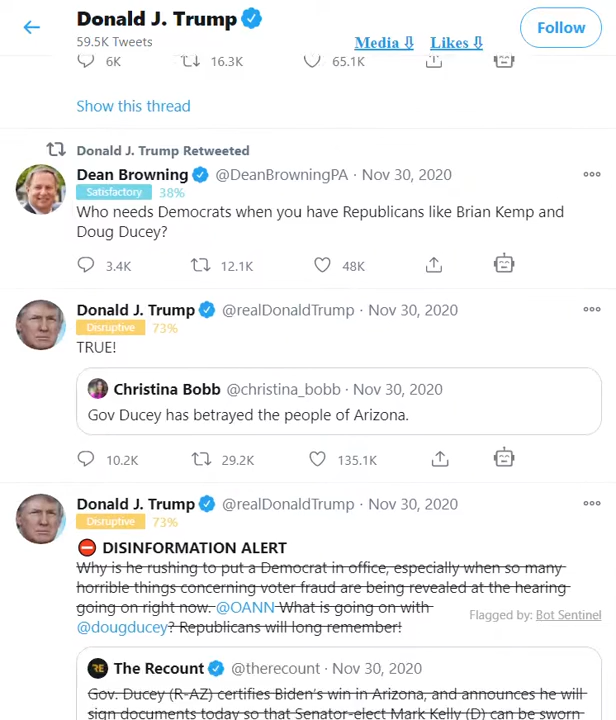 Donald J. Trump
59.5K Tweets
Media ⇩ Likes ⇩
Follow
6K 16.3K 65.1K
Show this thread
Donald J. Trump Retweeted
Dean Browning @DeanBrowningPA · Nov 30, 2020
Satisfactory 38%
Who needs Democrats when you have Republicans like Brian Kemp and
Doug Ducey?
3.4K 12.1K 48K
Donald J. Trump @realDonaldTrump · Nov 30, 2020
Disruptive 73%
TRUE!
Christina Bobb @christina_bobb · Nov 30, 2020
Gov Ducey has betrayed the people of Arizona.
10.2K 29.2K 135.1K
Donald J. Trump @realDonaldTrump · Nov 30, 2020
Disruptive 73%
DISINFORMATION ALERT
Why is he rushing to put a Democrat in office, especially when so many
horrible things concerning voter fraud are being revealed at the hearing
going on right now. @OANN What is going on with
@dougducey? Republicans will long remember!
Flagged by: Bot Sentinel
RE
The Recount @therecount · Nov 30, 2020
Gov. Ducey (R-AZ) certifies Biden's win in Arizona, and announces he will
sign documents today so that Senator-elect Mark Kelly (D) can be sworn